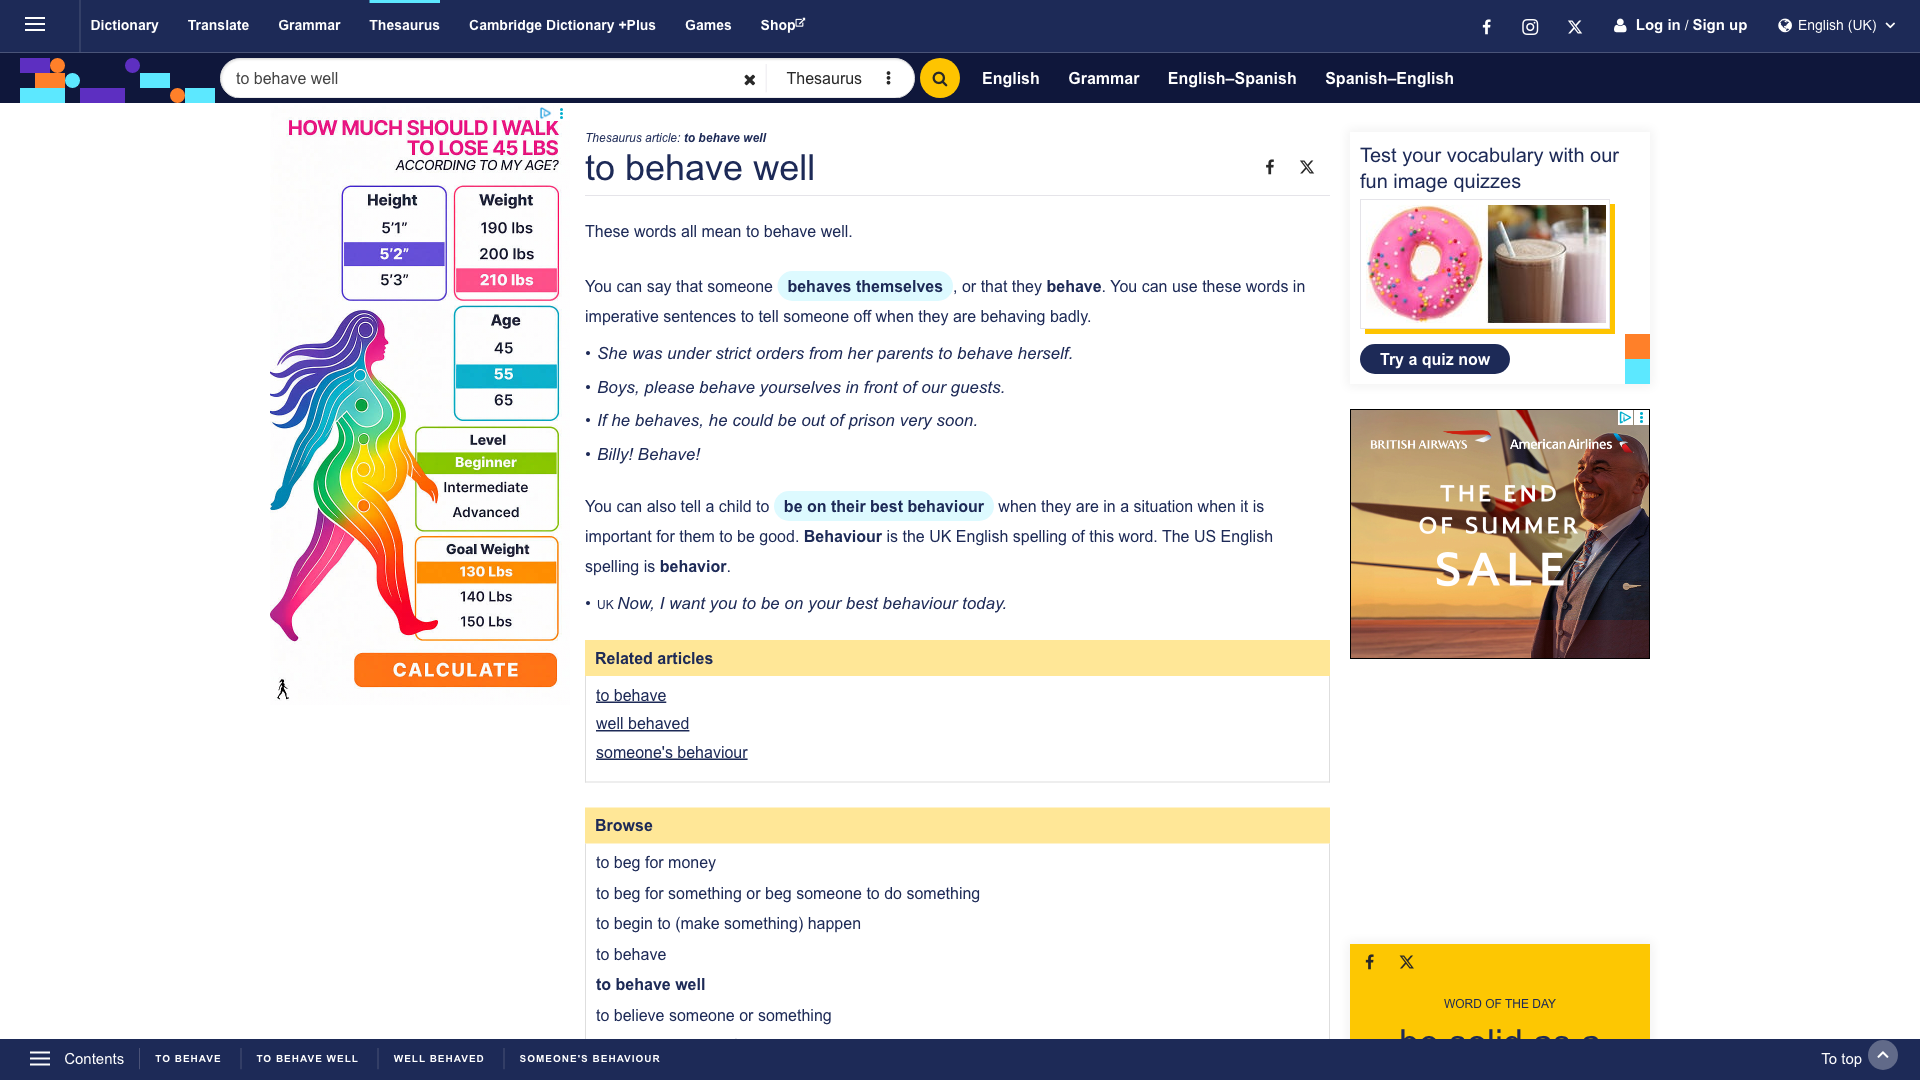 Dictionary Translate Grammar Thesaurus Cambridge Dictionary +Plus Games Shop Log in / Sign up English (UK)
to behave well Thesaurus English Grammar English–Spanish Spanish–English
HOW MUCH SHOULD I WALK
TO LOSE 45 LBS
ACCORDING TO MY AGE?
Height
5'1"
5'2"
5'3"
Weight
190 lbs
200 lbs
210 lbs
Age
45
55
65
Level
Beginner
Intermediate
Advanced
Goal Weight
130 Lbs
140 Lbs
150 Lbs
CALCULATE
Thesaurus article: to behave well
to behave well
These words all mean to behave well.
You can say that someone behaves themselves , or that they behave. You can use these words in
imperative sentences to tell someone off when they are behaving badly.
• She was under strict orders from her parents to behave herself.
• Boys, please behave yourselves in front of our guests.
• If he behaves, he could be out of prison very soon.
• Billy! Behave!
You can also tell a child to be on their best behaviour when they are in a situation when it is
important for them to be good. Behaviour is the UK English spelling of this word. The US English
spelling is behavior.
• UK Now, I want you to be on your best behaviour today.
Related articles
to behave
well behaved
someone's behaviour
Browse
to beg for money
to beg for something or beg someone to do something
to begin to (make something) happen
to behave
to behave well
to believe someone or something
Test your vocabulary with our
fun image quizzes
Try a quiz now
BRITISH AIRWAYS American Airlines
THE END
OF SUMMER
SALE
WORD OF THE DAY
be solid as a
Contents TO BEHAVE TO BEHAVE WELL WELL BEHAVED SOMEONE'S BEHAVIOUR To top